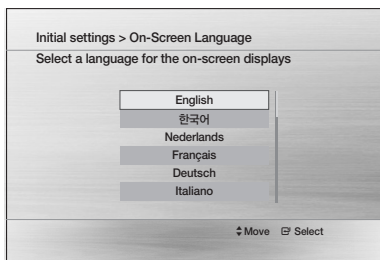 Initial settings > On-Screen Language
Select a language for the on-screen displays
English
한국어
Nederlands
Français
Deutsch
Italiano
Move Select